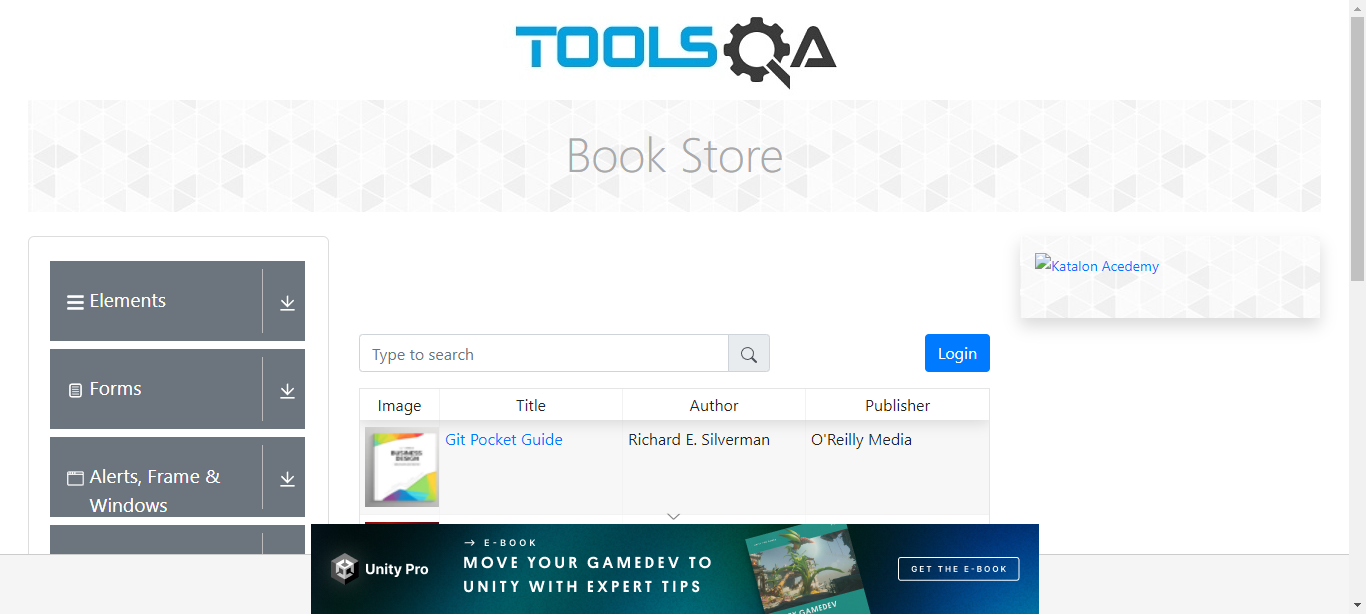 TOOLSQA
Book Store
Elements
Forms
Alerts, Frame &
Windows
Katalon Acedemy
Type to search
Login
Image Title Author Publisher
BUSINESS
DESIGN
Git Pocket Guide Richard E. Silverman O'Reilly Media
Unity Pro
→ E-BOOK
MOVE YOUR GAMEDEV TO
UNITY WITH EXPERT TIPS
GET THE E-BOOK